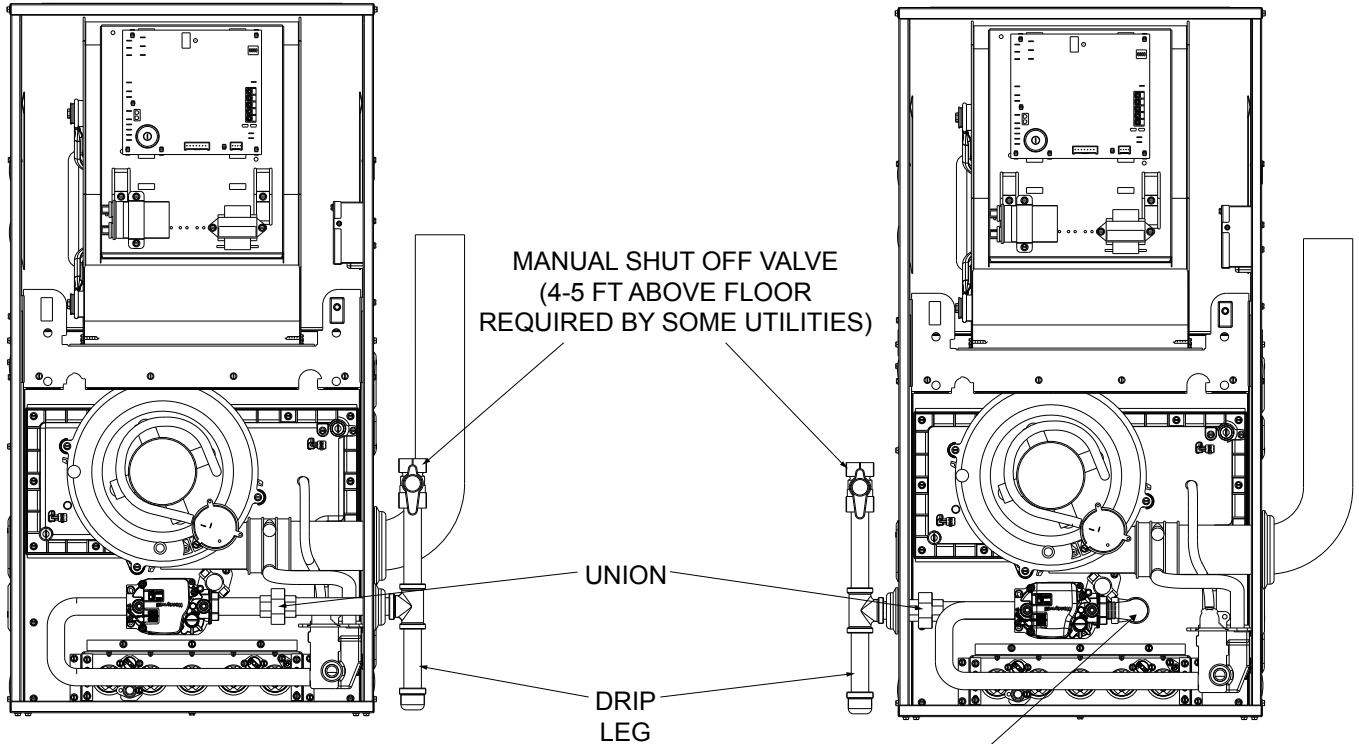 MANUAL SHUT OFF VALVE
(4-5 FT ABOVE FLOOR
REQUIRED BY SOME UTILITIES)
UNION
DRIP
LEG